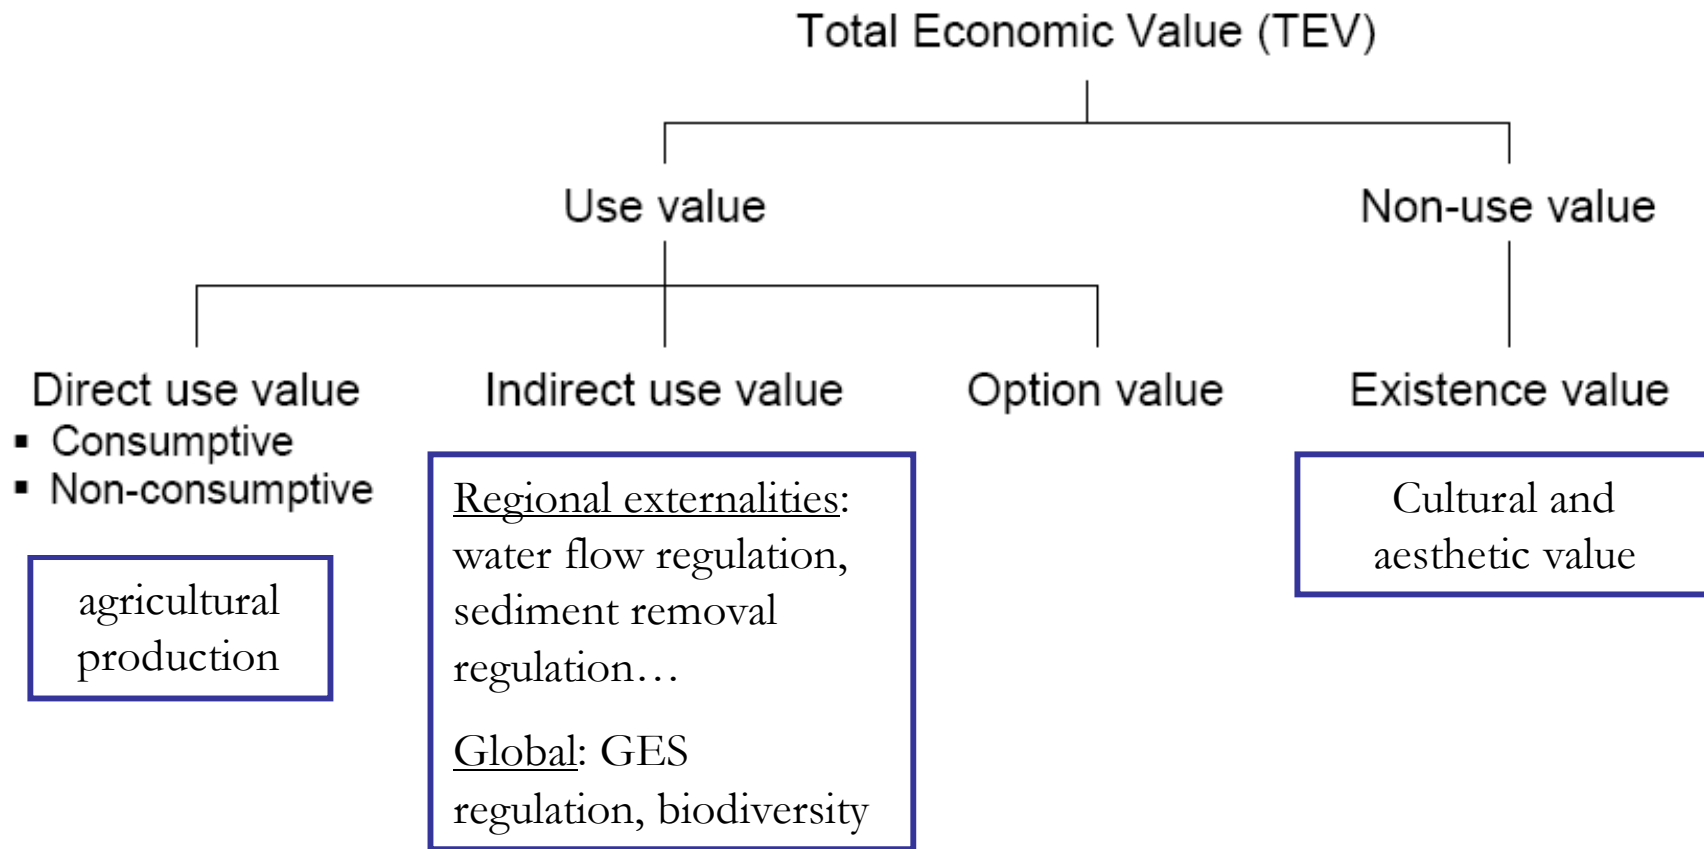 Total Economic Value (TEV)
Use value
Non-use value
Direct use value
▪ Consumptive
▪ Non-consumptive
agricultural
production
Indirect use value
Regional externalities:
water flow regulation,
sediment removal
regulation…
Global: GES
regulation, biodiversity
Option value
Existence value
Cultural and
aesthetic value